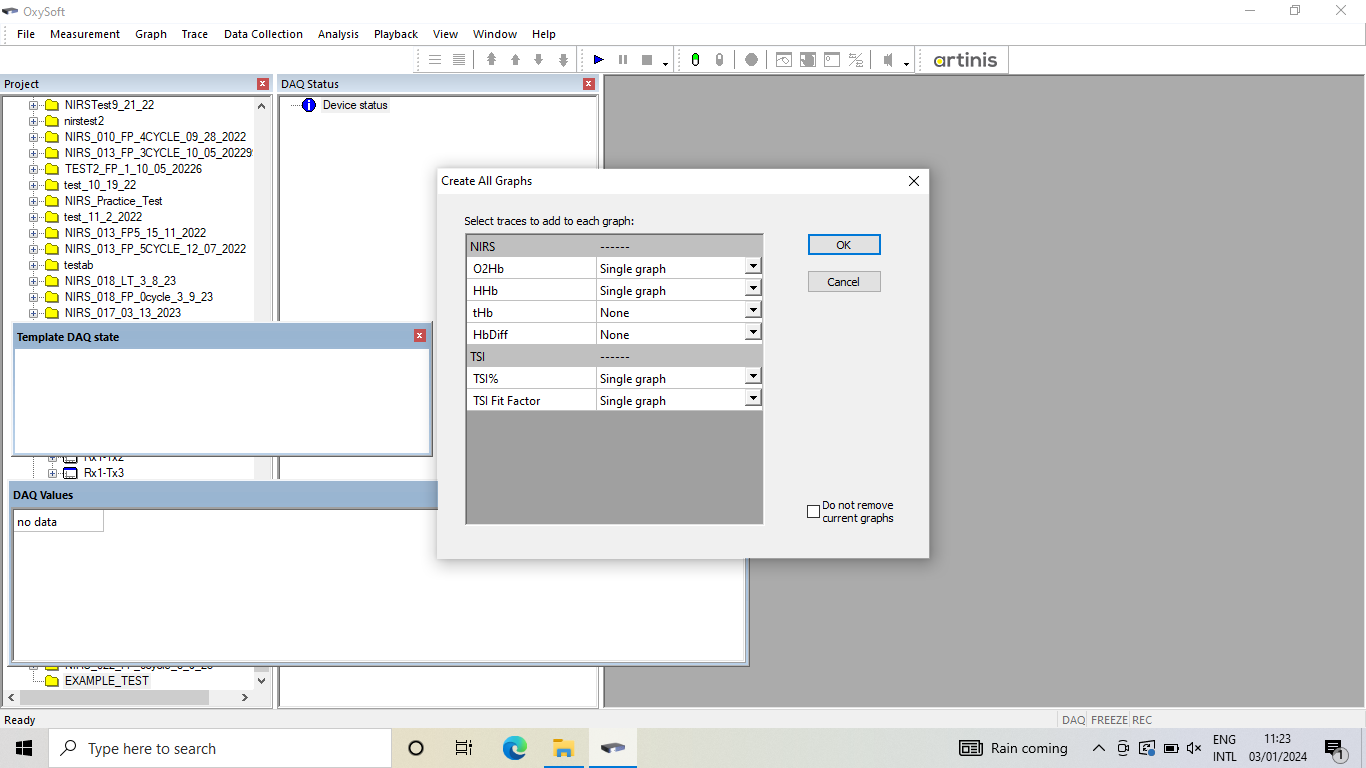 OxySoft
File Measurement Graph Trace Data Collection Analysis Playback View Window Help
artinis
Project
NIRSTest9_21_22
nirstest2
NIRS_010_FP_4CYCLE_09_28_2022
NIRS_013_FP_3CYCLE_10_05_20229
TEST2_FP_1_10_05_20226
test_10_19_22
NIRS_Practice_Test
test_11_2_2022
NIRS_013_FP5_15_11_2022
NIRS_013_FP_5CYCLE_12_07_2022
testab
NIRS_018_LT_3_8_23
NIRS_018_FP_0cycle_3_9_23
NIRS_017_03_13_2023
DAQ Status
Device status
Template DAQ state
Rx1-Tx2
Rx1-Tx3
DAQ Values
no data
EXAMPLE_TEST
Create All Graphs
Select traces to add to each graph:
NIRS ------
O2Hb Single graph
HHb Single graph
tHb None
HbDiff None
TSI ------
TSI% Single graph
TSI Fit Factor Single graph
OK
Cancel
Do not remove
current graphs
Ready
DAQ FREEZE REC
Type here to search
Rain coming
ENG
INTL
11:23
03/01/2024
1